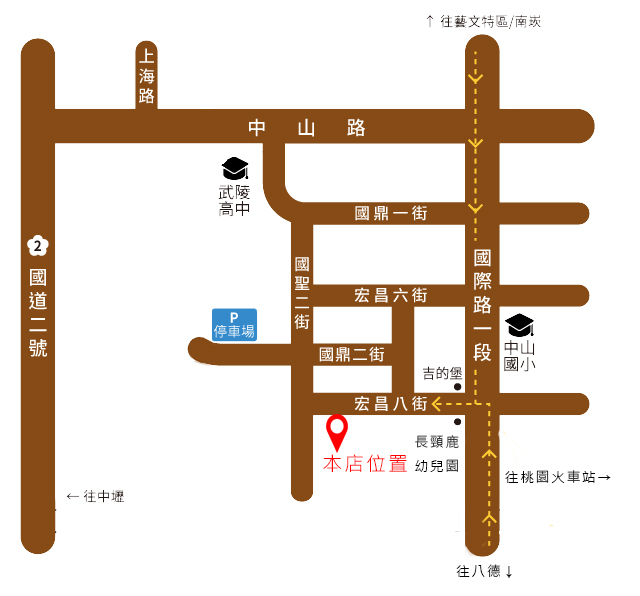 ↑ 往藝文特區/南崁
上海路
中山路
武陵
高中
國鼎一街
2
國道二號
國聖二街
國際路一段
宏昌六街
P
停車場
中山
國小
國鼎二街
吉的堡
宏昌八街
長頸鹿
幼兒園
本店位置
往桃園火車站→
← 往中壢
往八德↓